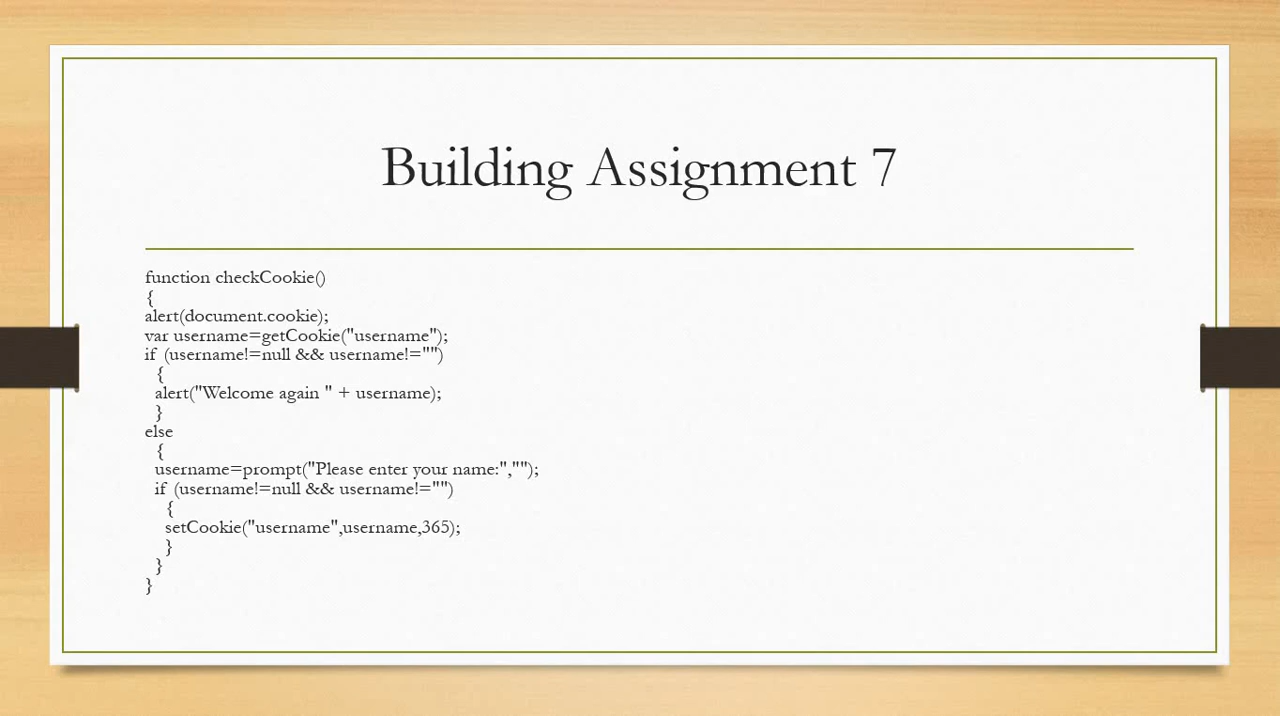 Building Assignment 7
function checkCookie()
{
alert(document.cookie);
var username=getCookie("username");
if (username!=null && username!="")
  {
  alert("Welcome again " + username);
  }
else
  {
  username=prompt("Please enter your name:","");
  if (username!=null && username!="")
    {
    setCookie("username",username,365);
    }
  }
}